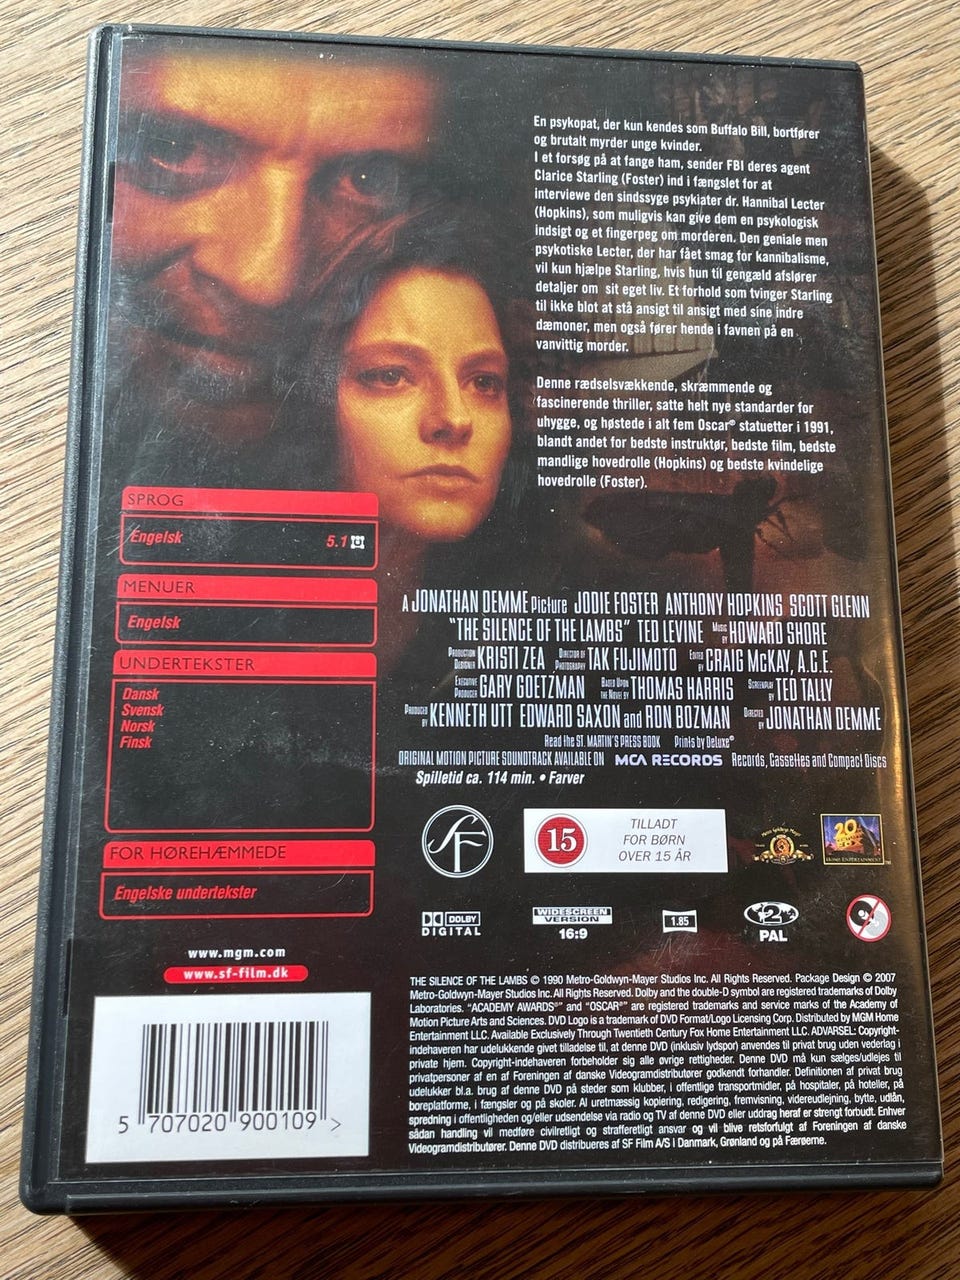 En psykopat, der kun kendes som Buffalo Bill, bortfører
og brutalt myrder unge kvinder.
I et forsøg på at fange ham, sender FBI deres agent
Clarice Starling (Foster) ind i fængslet for at
interviewe den sindssyge psykiater dr. Hannibal Lecter
(Hopkins), som muligvis kan give dem en psykologisk
indsigt og et fingerpeg om morderen. Den geniale men
psykotiske Lecter, der har fået smag for kannibalisme,
vil kun hjælpe Starling, hvis hun til gengæld afslører
detaljer om sit eget liv. Et forhold som tvinger Starling
til ikke blot at stå ansigt til ansigt med sine indre
dæmoner, men også fører hende i favnen på en
vanvittig morder.
Denne rædselsvækkende, skræmmende og
fascinerende thriller, satte helt nye standarder for
uhygge, og høstede i alt fem Oscar® statuetter i 1991,
blandt andet for bedste instruktør, bedste film, bedste
mandlige hovedrolle (Hopkins) og bedste kvindelige
hovedrolle (Foster).
SPROG
Engelsk 5.1
MENUER
Engelsk
UNDERTEKSTER
Dansk
Svensk
Norsk
Finsk
FOR HØREHÆMMEDE
Engelske undertekster
www.mgm.com
www.sf-film.dk
5 707020 900109 >
A JONATHAN DEMME Picture JODIE FOSTER ANTHONY HOPKINS SCOTT GLENN
"THE SILENCE OF THE LAMBS" TED LEVINE Music by HOWARD SHORE
Production Designer KRISTI ZEA Director of Photography TAK FUJIMOTO Edited by CRAIG McKAY, A.C.E.
Executive Producer GARY GOETZMAN Based Upon the Novel by THOMAS HARRIS Screenplay by TED TALLY
Produced by KENNETH UTT EDWARD SAXON and RON BOZMAN Directed by JONATHAN DEMME
Read the ST. MARTIN'S PRESS BOOK Prints by DeLuxe®
ORIGINAL MOTION PICTURE SOUNDTRACK AVAILABLE ON MCA RECORDS Records, Cassettes and Compact Discs
Spilletid ca. 114 min. • Farver
SF
15
TILLADT
FOR BØRN
OVER 15 ÅR
Metro Goldwyn Mayer
20
CENTURY
FOX
HOME ENTERTAINMENT
DOLBY
DIGITAL
WIDESCREEN
VERSION
16:9
1.85
2
PAL
THE SILENCE OF THE LAMBS © 1990 Metro-Goldwyn-Mayer Studios Inc. All Rights Reserved. Package Design © 2007
Metro-Goldwyn-Mayer Studios Inc. All Rights Reserved. Dolby and the double-D symbol are registered trademarks of Dolby
Laboratories. "ACADEMY AWARDS®" and "OSCAR®" are registered trademarks and service marks of the Academy of
Motion Picture Arts and Sciences. DVD Logo is a trademark of DVD Format/Logo Licensing Corp. Distributed by MGM Home
Entertainment LLC. Available Exclusively Through Twentieth Century Fox Home Entertainment LLC. ADVARSEL: Copyright-
indehaveren har udelukkende givet tilladelse til, at denne DVD (inklusiv lydspor) anvendes til privat brug uden vederlag i
private hjem. Copyright-indehaveren forbeholder sig alle øvrige rettigheder. Denne DVD må kun sælges/udlejes til
privatpersoner af en af Foreningen af danske Videogramdistributører godkendt forhandler. Definitionen af privat brug
udelukker bl.a. brug af denne DVD på steder som klubber, i offentlige transportmidler, på hospitaler, på hoteller, på
boreplatforme, i fængsler og på skoler. Al uretmæssig kopiering, redigering, fremvisning, videreudlejning, bytte, udlån,
spredning i offentligheden og/eller udsendelse via radio og TV af denne DVD eller uddrag heraf er strengt forbudt. Enhver
sådan handling vil medføre civilretligt og strafferetligt ansvar og vil blive retsforfulgt af Foreningen af danske
Videogramdistributører. Denne DVD distribueres af SF Film A/S i Danmark, Grønland og på Færøerne.